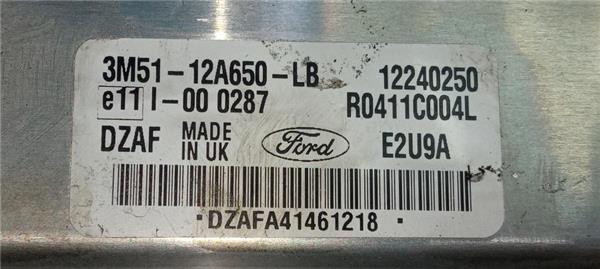 3M51-12A650-LB 12240250
e11 I-00 0287 R0411C004L
DZAF MADE IN UK Ford E2U9A
·DZAFA41461218·